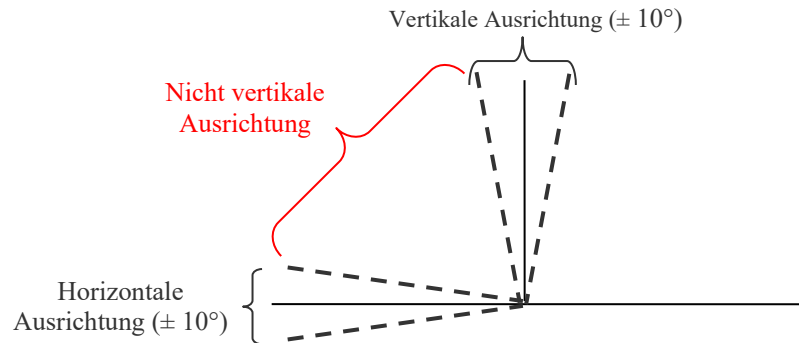 Vertikale Ausrichtung (± 10°)
Nicht vertikale
Ausrichtung
Horizontale
Ausrichtung (± 10°)